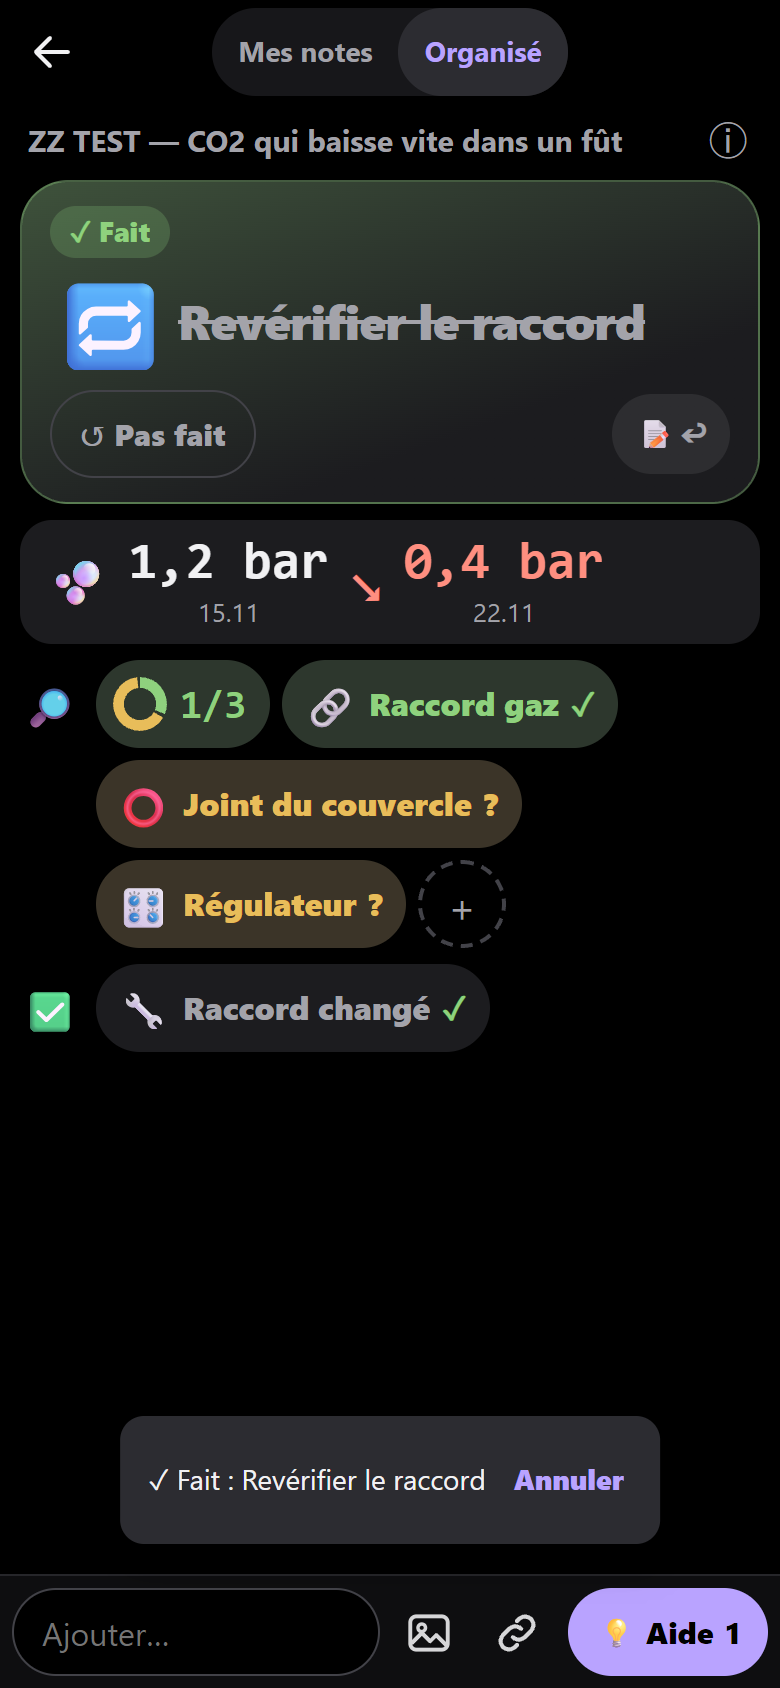 Mes notes
Organisé
ZZ TEST — CO2 qui baisse vite dans un fût
✓ Fait
Revérifier le raccord
↺ Pas fait
1,2 bar ↘ 0,4 bar
15.11
22.11
1/3
Raccord gaz ✓
Joint du couvercle ?
Régulateur ?
+
Raccord changé ✓
✓ Fait : Revérifier le raccord Annuler
Ajouter…
Aide 1